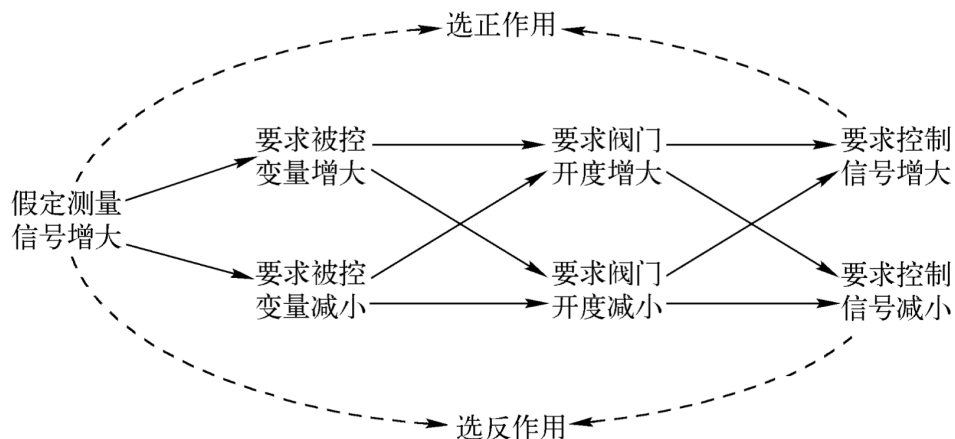 选正作用
要求被控
变量增大
要求阀门
开度增大
要求控制
信号增大
假定测量
信号增大
要求被控
变量减小
要求阀门
开度减小
要求控制
信号减小
选反作用